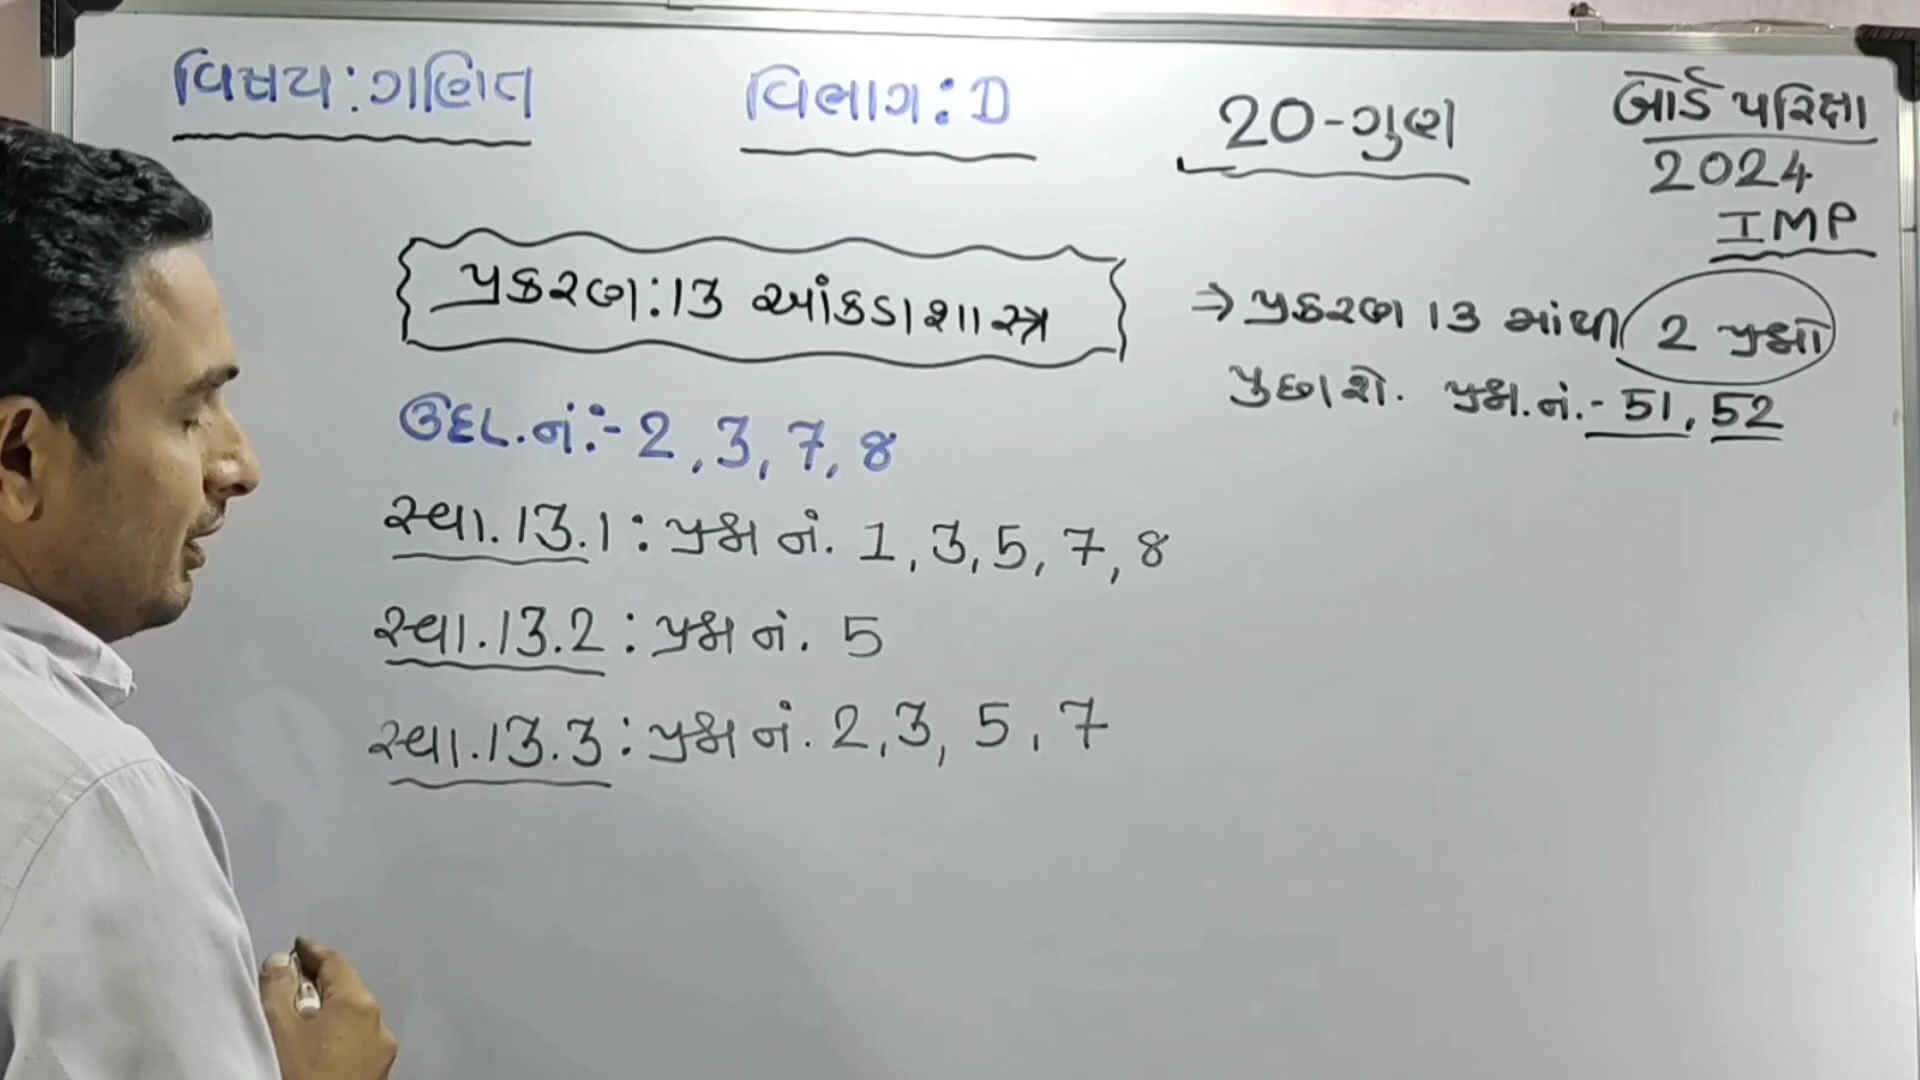 વિષય: ગણિત
વિભાગ: D
20-ગુણ
બોર્ડ પરિક્ષા
2024
IMP
પ્રકરણ:13 આંકડાશાસ્ત્ર
⇒ પ્રકરણ 13 માંથી 2 પ્રશ્નો
પુછાશે. પ્રશ્ન.નં.- 51, 52
ઉદા.નં:- 2, 3, 7, 8
સ્વા.13.1 : પ્રશ્ન નં. 1, 3, 5, 7, 8
સ્વા.13.2 : પ્રશ્ન નં. 5
સ્વા.13.3 : પ્રશ્ન નં. 2, 3, 5, 7